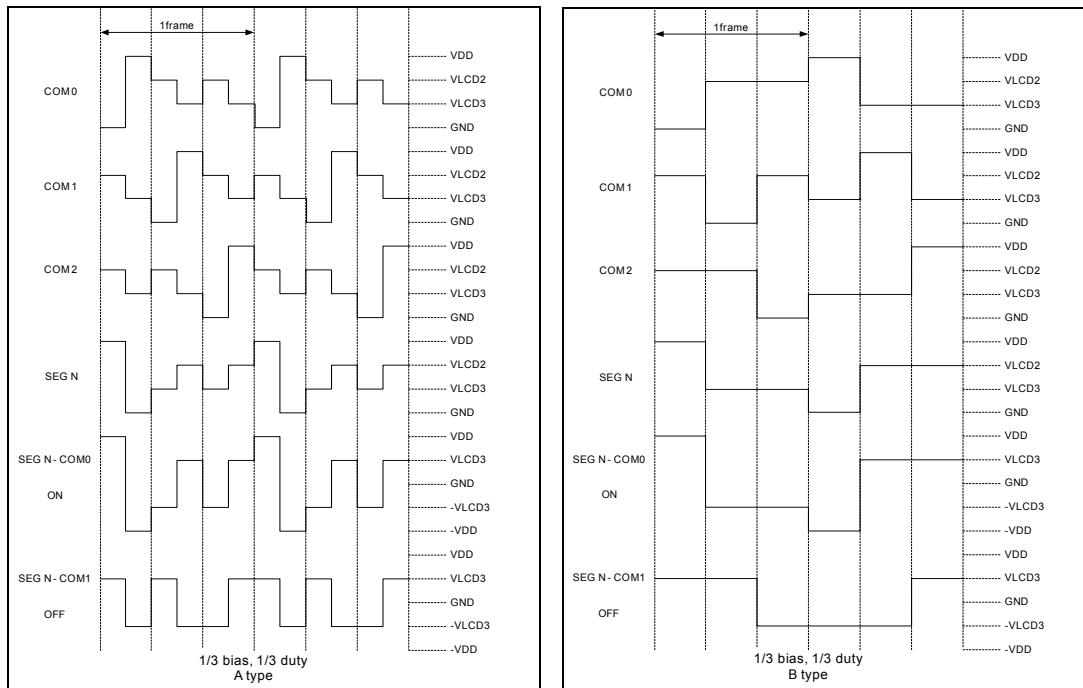 1frame
COM0
VDD
VLCD2
VLCD3
GND
COM1
VDD
VLCD2
VLCD3
GND
COM2
VDD
VLCD2
VLCD3
GND
SEG N
VDD
VLCD2
VLCD3
GND
SEG N- COM0
ON
VDD
VLCD3
GND
-VLCD3
-VDD
SEG N- COM1
OFF
VDD
VLCD3
GND
-VLCD3
-VDD
1/3 bias, 1/3 duty
A type
1frame
COM0
VDD
VLCD2
VLCD3
GND
COM1
VDD
VLCD2
VLCD3
GND
COM2
VDD
VLCD2
VLCD3
GND
SEG N
VDD
VLCD2
VLCD3
GND
SEG N- COM0
ON
VDD
VLCD3
GND
-VLCD3
-VDD
SEG N- COM1
OFF
VDD
VLCD3
GND
-VLCD3
-VDD
1/3 bias, 1/3 duty
B type